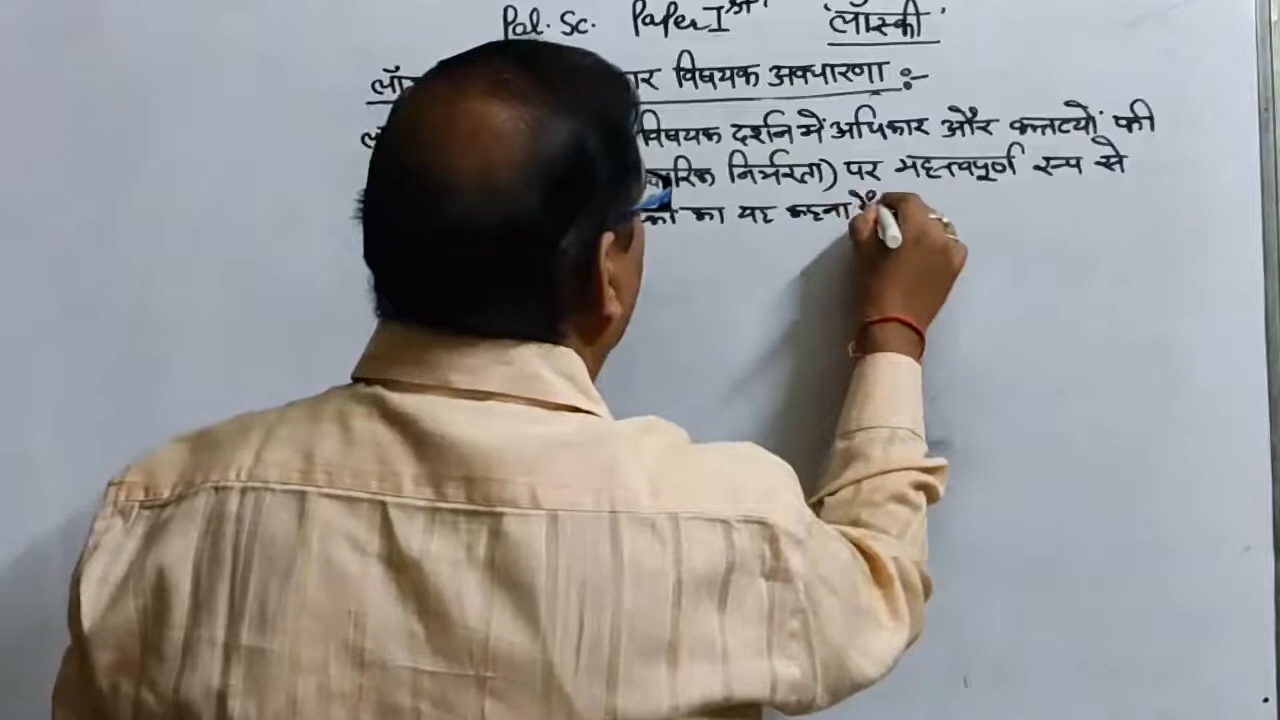 Pol. Sc. Paper Ist 'लॉस्की'
विषयक अवधारणा :-
विषयक दर्शन में अधिकार और कर्त्तव्यों की
निर्भरता) पर महत्त्वपूर्ण रूप से
का यह कहना है